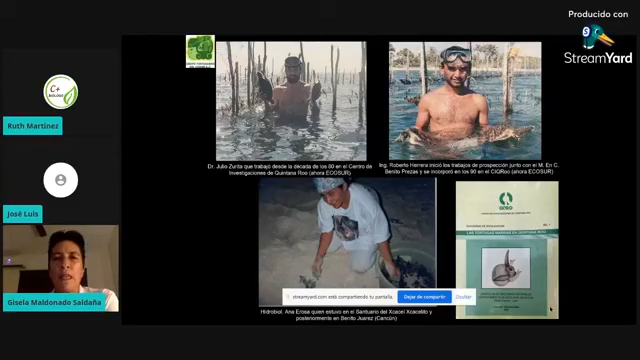 Producido con
StreamYard
C+
BIOLOGO
Ruth Martinez
José Luis
Gisela Maldonado Saldaña
Dr. Julio Zurita que trabajó desde la década de los 80 en el Centro de
Investigaciones de Quintana Roo (ahora ECOSUR)
Ing. Roberto Herrera inició los trabajos de prospección junto con el M. En C.
Benito Prezas y se incorporó en los 90 en el CIQRoo (ahora ECOSUR)
CIQRO
LAS TORTUGAS MARINAS EN QUINTANA ROO
streamyard.com está compartiendo tu pantalla.
Dejar de compartir
Ocultar
Hidrobiol. Ana Erosa quien estuvo en el Santuario del Xcacel Xcacelito y
posteriormente en Benito Juarez (Cancún)